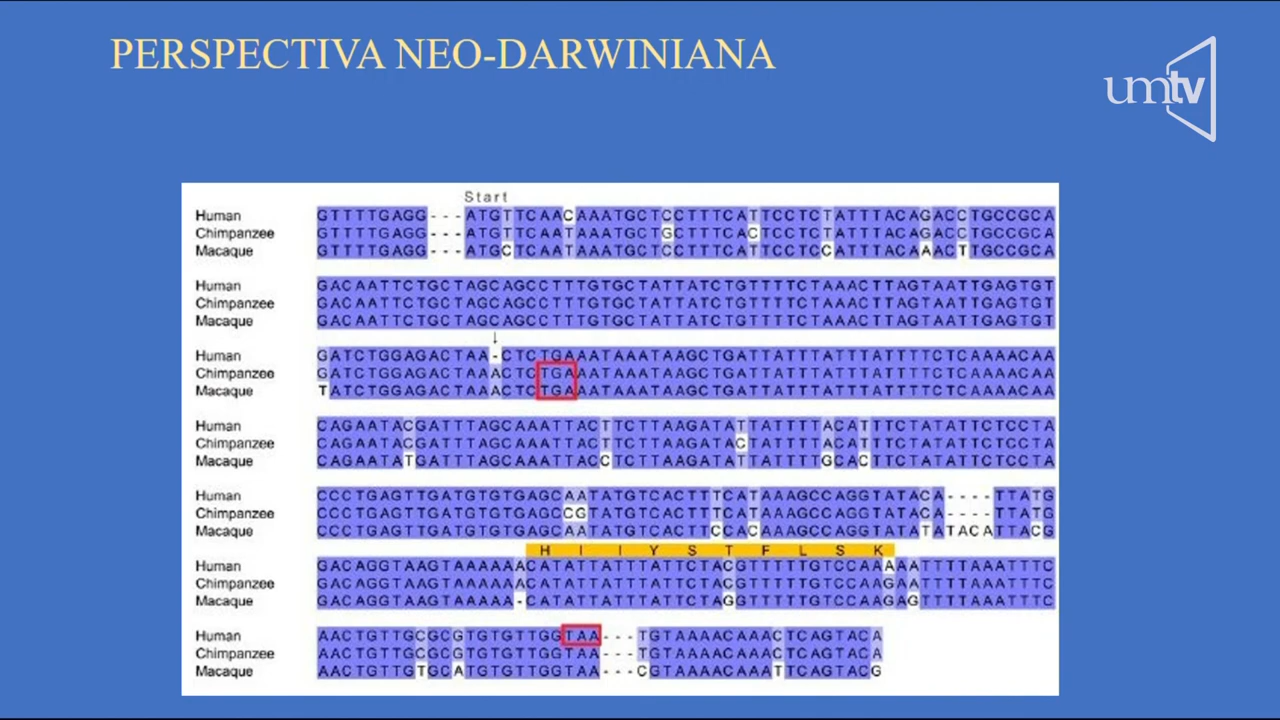 PERSPECTIVA NEO-DARWINIANA
umtv
Start
Human GTTTTGAGG---ATGTTCAACAAATGCTCCTTTCATTCCTCTATTTACAGACCTGCCGCA
Chimpanzee GTTTTGAGG---ATGTTCAATAAATGCTGCTTTCACTCCTCTATTTACAGACCTGCCGCA
Macaque GTTTTGAGG---ATGCTCAATAAATGCTCCTTTCATTCCTCCATTTACAAACTTGCCGCA
Human GACAATTCTGCTAGCAGCCTTTGTGCTATTATCTGTTTTCTAAACTTAGTAATTGAGTGT
Chimpanzee GACAATTCTGCTAGCAGCCTTTGTGCTATTATCTGTTTTCTAAACTTAGTAATTGAGTGT
Macaque GACAATTCTGCTAGCAGCCTTTGTGCTATTATCTGTTTTCTAAACTTAGTAATTGAGTGT
↓
Human GATCTGGAGACTAA-CTCTGAAATAAATAAGCTGATTATTTATTTATTTTCTCAAAACAA
Chimpanzee GATCTGGAGACTAAACTCTGAAATAAATAAGCTGATTATTTATTTATTTTCTCAAAACAA
Macaque TATCTGGAGACTAAACTCTGAAATAAATAAGCTGATTATTTATTTATTTTCTCAAAACAA
Human CAGAATACGATTTAGCAAATTACTTCTTAAGATATTATTTTACATTTCTATATTCTCCTA
Chimpanzee CAGAATACGATTTAGCAAATTACTTCTTAAGATACTATTTTACATTTCTATATTCTCCTA
Macaque CAGAATATGATTTAGCAAATTACCTCTTAAGATATTATTTTGCACTTCTATATTCTCCTA
Human CCCTGAGTTGATGTGTGAGCAATATGTCACTTTCATAAAGCCAGGTATACA----TTATG
Chimpanzee CCCTGAGTTGATGTGTGAGCCGTATGTCACTTTCATAAAGCCAGGTATACA----TTATG
Macaque CCCTGAGTTGATGTGTGAGCAATATGTCACTTCCACAAAGCCAGGTATATATACATTACG
H I I Y S T F L S K
Human GACAGGTAAGTAAAAAACATATTATTTATTCTACGTTTTTGTCCAAAAATTTTAAATTTC
Chimpanzee GACAGGTAAGTAAAAAACATATTATTTATTCTACGTTTTTGTCCAAGAATTTTAAATTTC
Macaque GACAGGTAAGTAAAAA-CATATTATTTATTCTAGGTTTTTGTCCAAGAGTTTTAAATTTC
Human AACTGTTGCGCGTGTGTTGGTAA---TGTAAAACAAACTCAGTACA
Chimpanzee AACTGTTGCGCGTGTGTTGGTAA---TGTAAAACAAACTCAGTACA
Macaque AACTGTTGTGCATGTGTTGGTAA---CGTAAAACAAATTCAGTACG